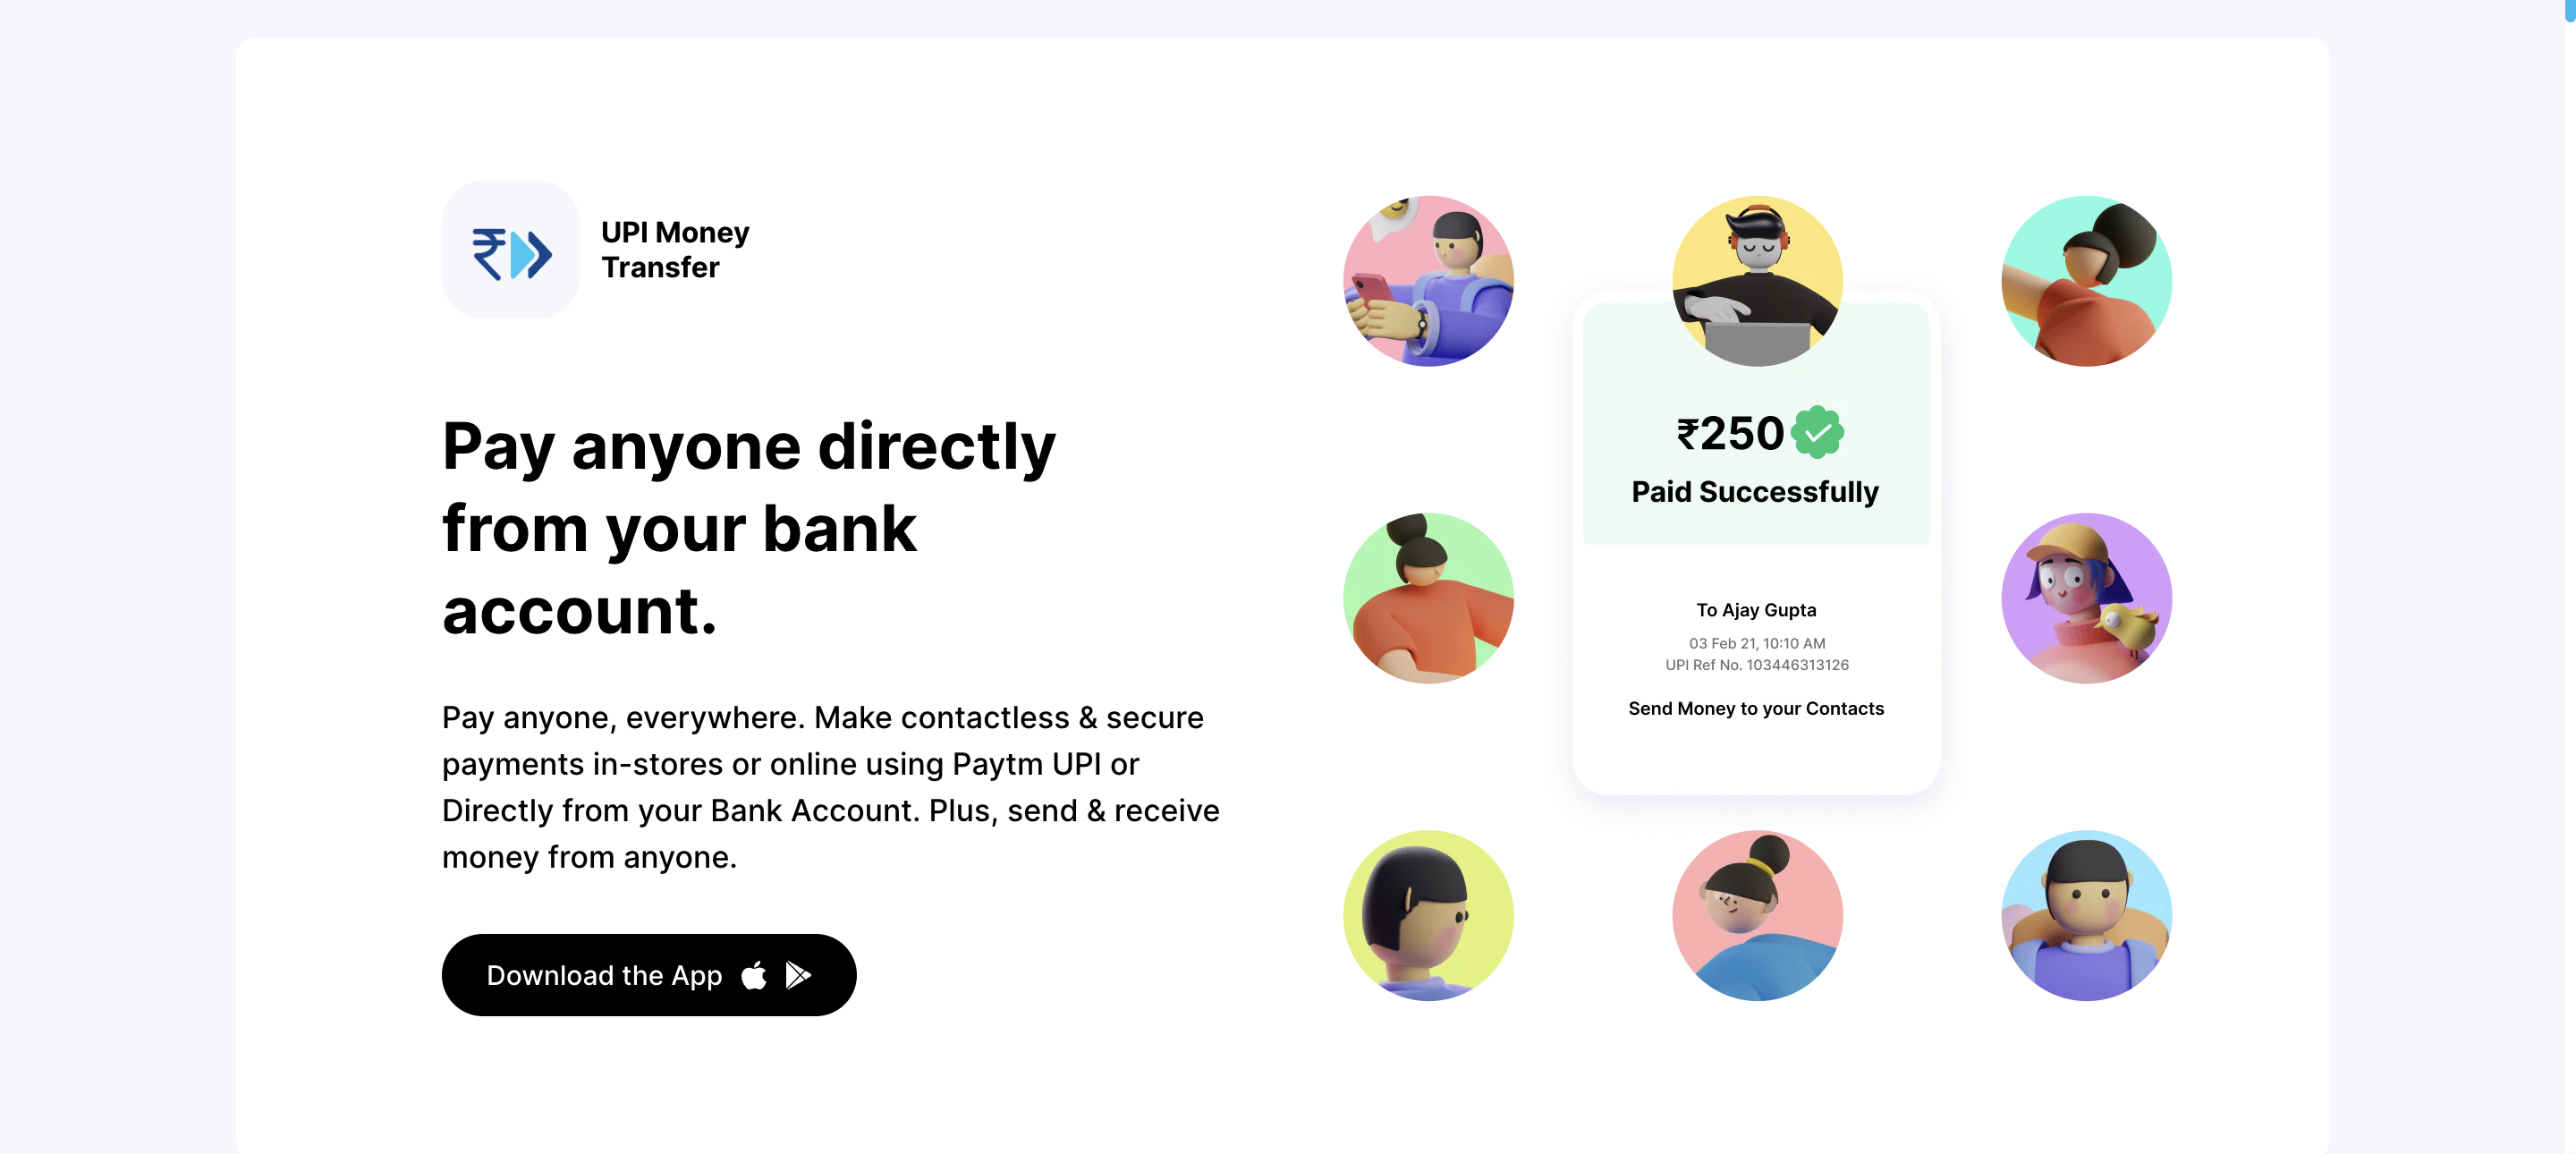 UPI Money
Transfer
Pay anyone directly
from your bank
account.
Pay anyone, everywhere. Make contactless & secure
payments in-stores or online using Paytm UPI or
Directly from your Bank Account. Plus, send & receive
money from anyone.
Download the App
₹250
Paid Successfully
To Ajay Gupta
03 Feb 21, 10:10 AM
UPI Ref No. 103446313126
Send Money to your Contacts